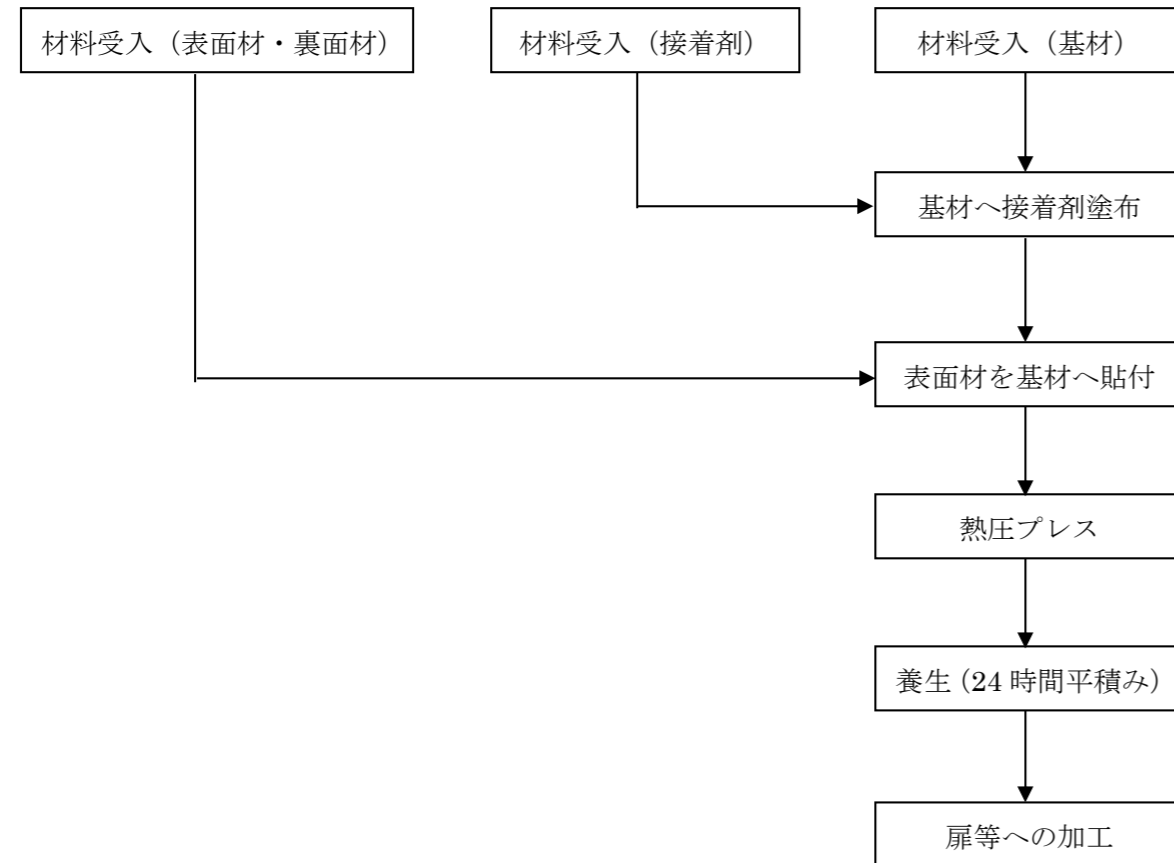 材料受入（表面材・裏面材）
材料受入（接着剤）
材料受入（基材）
基材へ接着剤塗布
表面材を基材へ貼付
熱圧プレス
養生（24 時間平積み）
扉等への加工